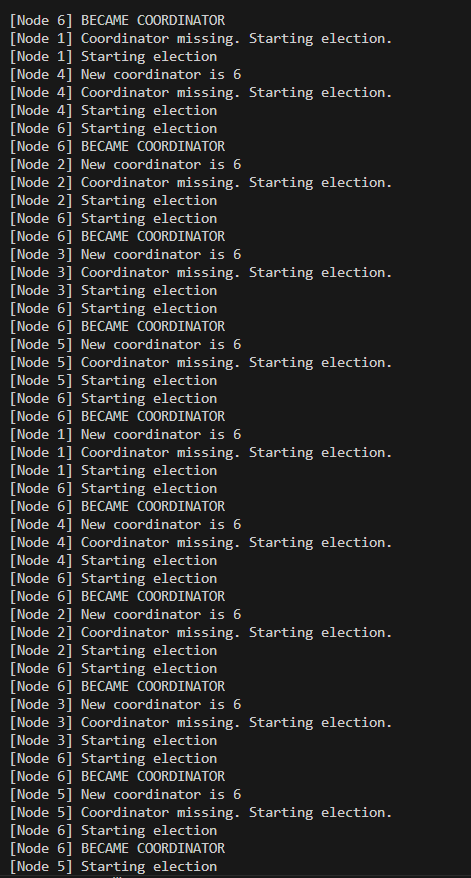 [Node 6] BECAME COORDINATOR
[Node 1] Coordinator missing. Starting election.
[Node 1] Starting election
[Node 4] New coordinator is 6
[Node 4] Coordinator missing. Starting election.
[Node 4] Starting election
[Node 6] Starting election
[Node 6] BECAME COORDINATOR
[Node 2] New coordinator is 6
[Node 2] Coordinator missing. Starting election.
[Node 2] Starting election
[Node 6] Starting election
[Node 6] BECAME COORDINATOR
[Node 3] New coordinator is 6
[Node 3] Coordinator missing. Starting election.
[Node 3] Starting election
[Node 6] Starting election
[Node 6] BECAME COORDINATOR
[Node 5] New coordinator is 6
[Node 5] Coordinator missing. Starting election.
[Node 5] Starting election
[Node 6] Starting election
[Node 6] BECAME COORDINATOR
[Node 1] New coordinator is 6
[Node 1] Coordinator missing. Starting election.
[Node 1] Starting election
[Node 6] Starting election
[Node 6] BECAME COORDINATOR
[Node 4] New coordinator is 6
[Node 4] Coordinator missing. Starting election.
[Node 4] Starting election
[Node 6] Starting election
[Node 6] BECAME COORDINATOR
[Node 2] New coordinator is 6
[Node 2] Coordinator missing. Starting election.
[Node 2] Starting election
[Node 6] Starting election
[Node 6] BECAME COORDINATOR
[Node 3] New coordinator is 6
[Node 3] Coordinator missing. Starting election.
[Node 3] Starting election
[Node 6] Starting election
[Node 6] BECAME COORDINATOR
[Node 5] New coordinator is 6
[Node 5] Coordinator missing. Starting election.
[Node 6] Starting election
[Node 6] BECAME COORDINATOR
[Node 5] Starting election